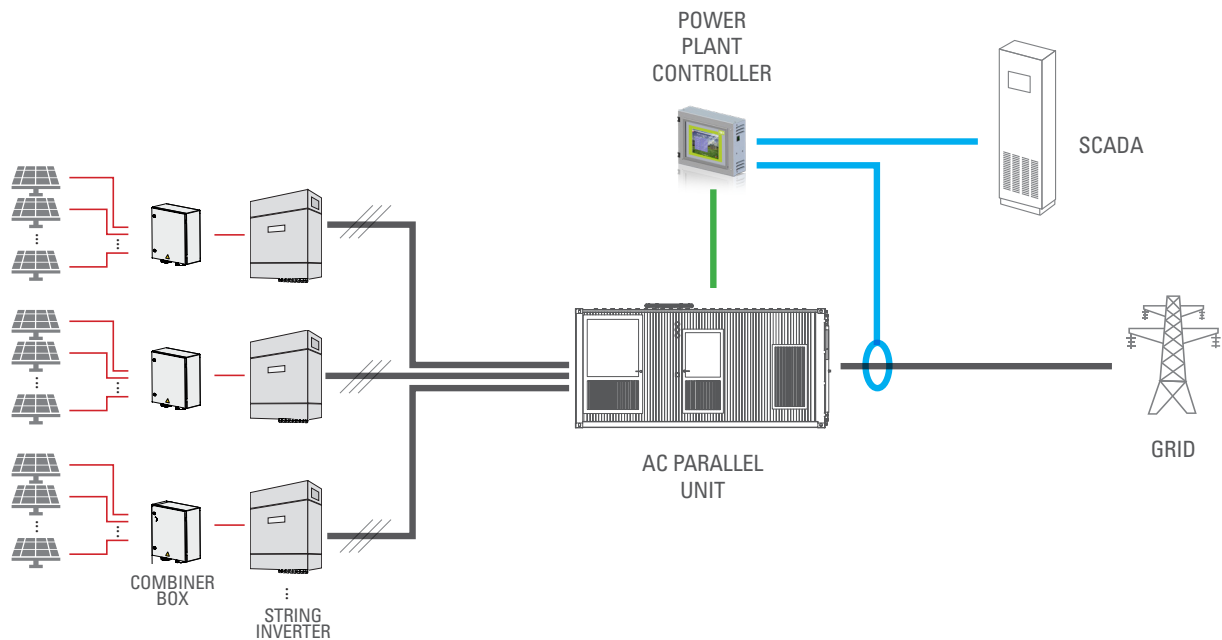 POWER
PLANT
CONTROLLER
SCADA
AC PARALLEL
UNIT
GRID
COMBINER
BOX
STRING
INVERTER